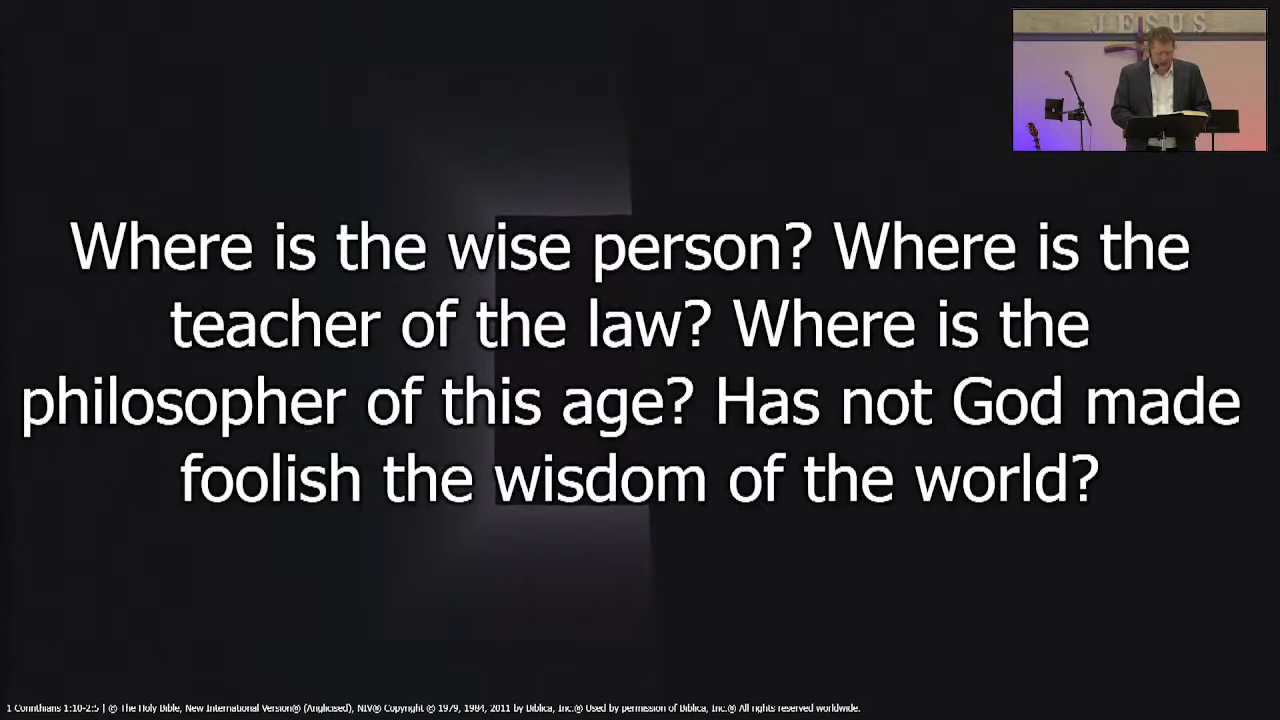 JESUS
Where is the wise person? Where is the
teacher of the law? Where is the
philosopher of this age? Has not God made
foolish the wisdom of the world?
1 Corinthians 1:10-2:5 | © The Holy Bible, New International Version® (Anglicised), NIV® Copyright © 1979, 1984, 2011 by Biblica, Inc.® Used by permission of Biblica, Inc.® All rights reserved worldwide.